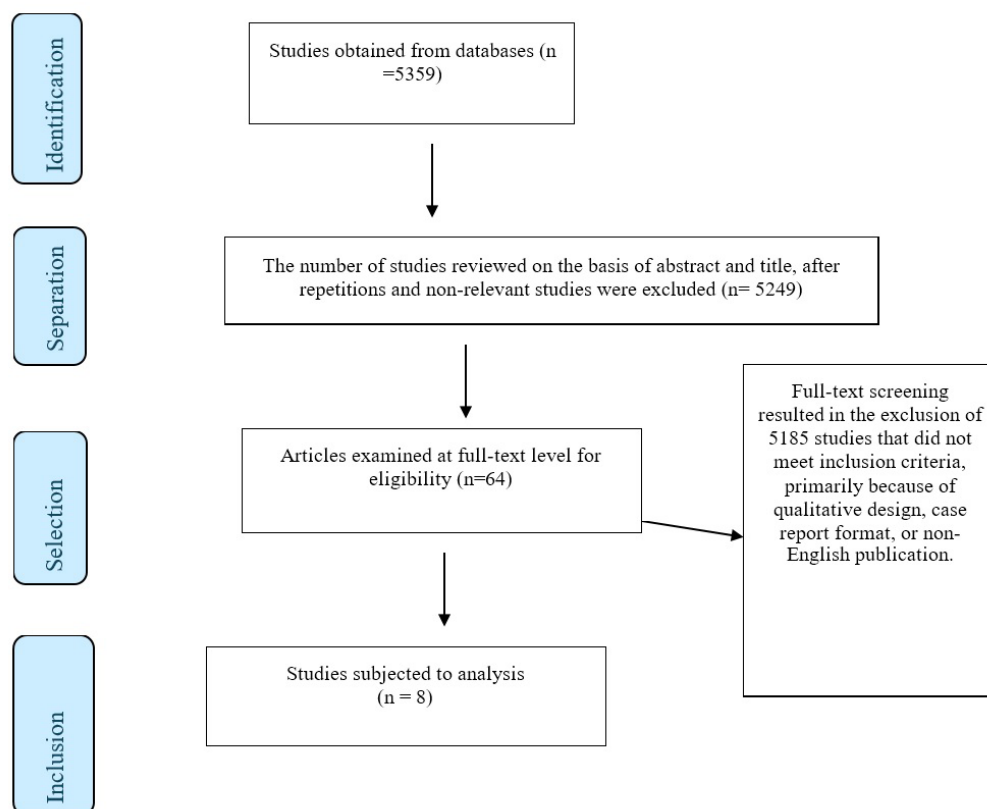 Identification
Studies obtained from databases (n
=5359)
Separation
The number of studies reviewed on the basis of abstract and title, after
repetitions and non-relevant studies were excluded (n= 5249)
Selection
Articles examined at full-text level for
eligibility (n=64)
Full-text screening
resulted in the exclusion of
5185 studies that did not
meet inclusion criteria,
primarily because of
qualitative design, case
report format, or non-
English publication.
Inclusion
Studies subjected to analysis
(n = 8)